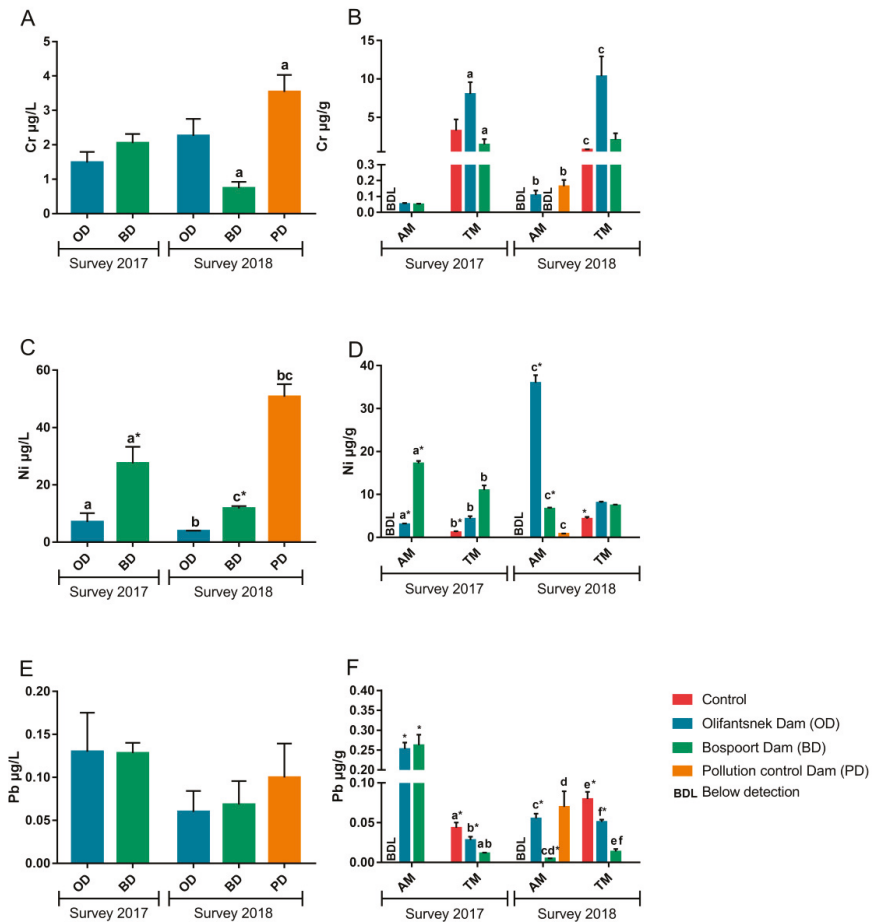 A
Cr µg/L
5
4
3
2
1
0
a
a
OD
BD
OD
BD
PD
Survey 2017
Survey 2018
B
Cr µg/g
15
10
5
0.3
0.2
0.1
0.0
BDL
a
a
BDL
b
BDL
b
c
c
AM
TM
AM
TM
Survey 2017
Survey 2018
C
Ni µg/L
60
40
20
0
a
a*
b
c*
bc
OD
BD
OD
BD
PD
Survey 2017
Survey 2018
D
Ni µg/g
40
30
20
10
0
BDL
a*
a*
b*
b
b
BDL
c*
c*
c
*
AM
TM
AM
TM
Survey 2017
Survey 2018
E
Pb µg/L
0.20
0.15
0.10
0.05
0.00
OD
BD
OD
BD
PD
Survey 2017
Survey 2018
F
Pb µg/g
0.40
0.35
0.30
0.25
0.20
0.10
0.05
0.00
BDL
*
*
a*
b*
ab
BDL
c*
cd*
d
e*
f*
ef
AM
TM
AM
TM
Survey 2017
Survey 2018
Control
Olifantsnek Dam (OD)
Bospoort Dam (BD)
Pollution control Dam (PD)
BDL Below detection